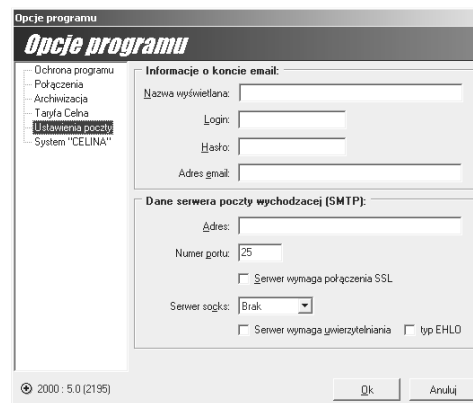 Opcje programu
Opcje programu
Ochrona programu
Połączenia
Archiwizacja
Taryfa Celna
Ustawienia poczty
System "CELINA"
Informacje o koncie email:
Nazwa wyświetlana:
Login:
Hasło:
Adres email:
Dane serwera poczty wychodzacej (SMTP):
Adres:
Numer portu: 25
Serwer wymaga połączenia SSL
Serwer socks: Brak
Serwer wymaga uwierzytelniania typ EHLO
2000 : 5.0 (2195)
Ok Anuluj